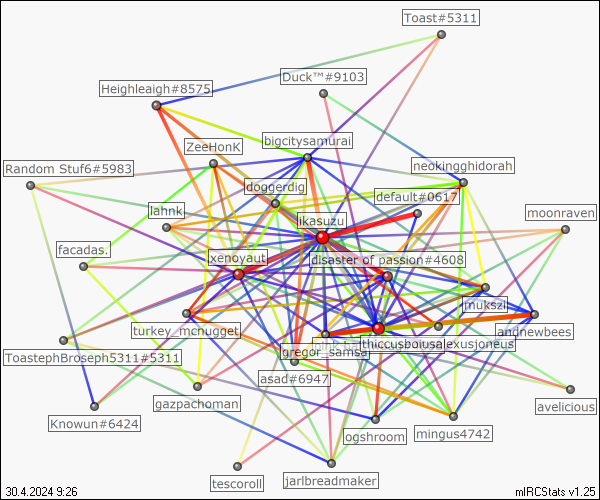 Toast#5311
Duck™#9103
Heighleaigh#8575
bigcitysamurai
ZeeHonK
neokingghidorah
Random Stuf6#5983
doggerdig
default#0617
lahnk
likasuzu
moonraven
facadas.
xenoyaut
disaster of passion#4608
mukszi
turkey_mcnugget
andnewbees
ToastephBroseph5311#5311
gregor_samsa
thiccusboiusalexusjoneus
asad#6947
gazpachoman
avelicious
Knowun#6424
ogshroom
mingus4742
tescoroll
jarlbreadmaker
30.4.2024 9:26
mIRCStats v1.25